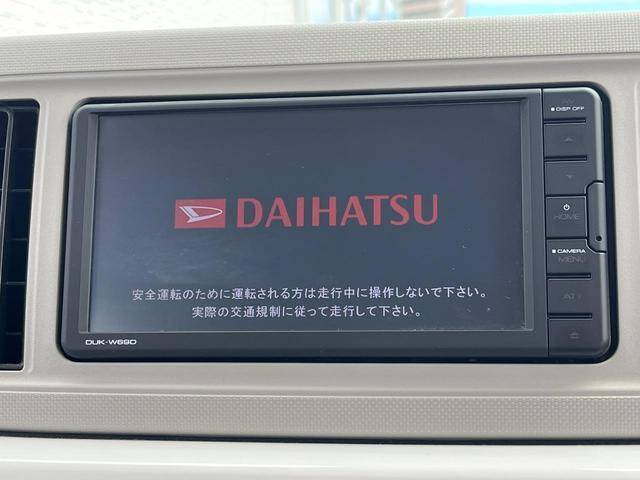 DISP OFF
DAIHATSU
HOME
CAMERA
MENU
安全運転のために運転される方は走行中に操作しないで下さい。
実際の交通規制に従って走行して下さい。
DUK-W69D